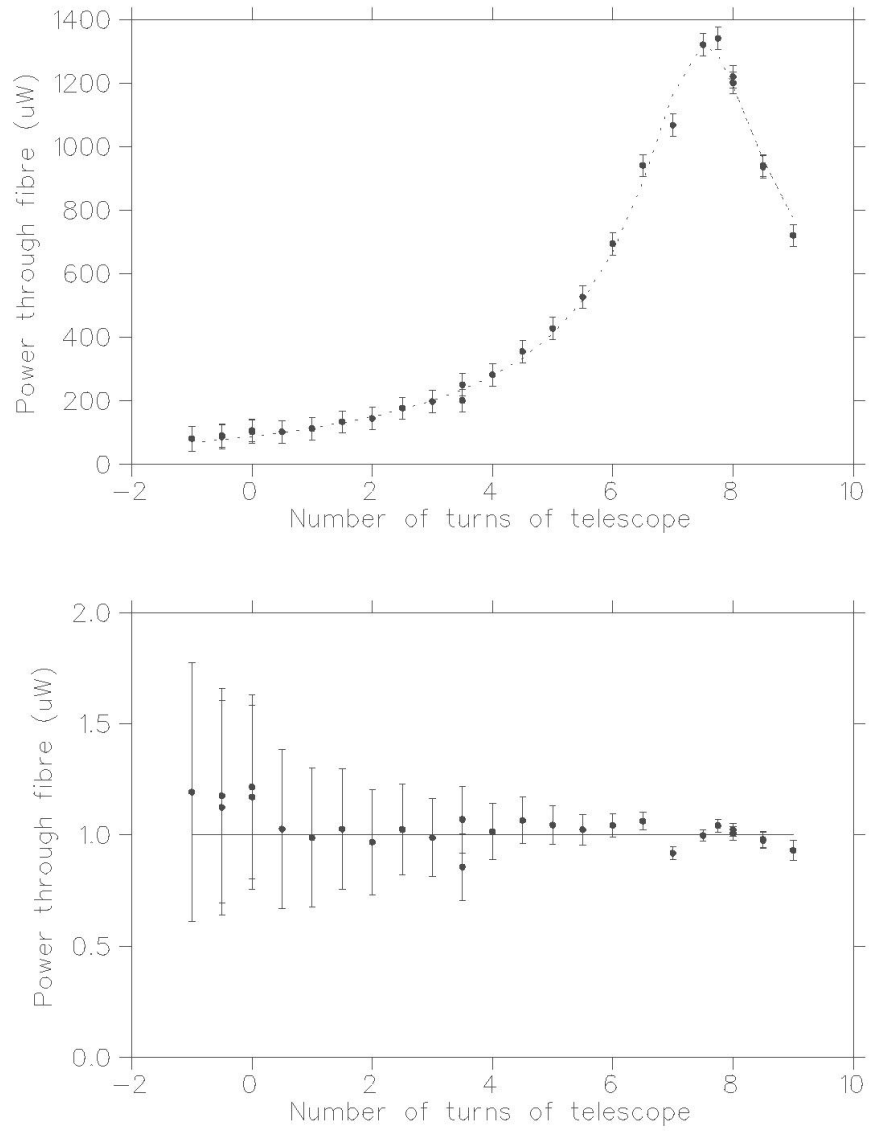 1400
1200
1000
800
600
400
200
0
Power through fibre (uW)
-2 0 2 4 6 8 10
Number of turns of telescope
2.0
1.5
1.0
0.5
0.0
Power through fibre (uW)
-2 0 2 4 6 8 10
Number of turns of telescope